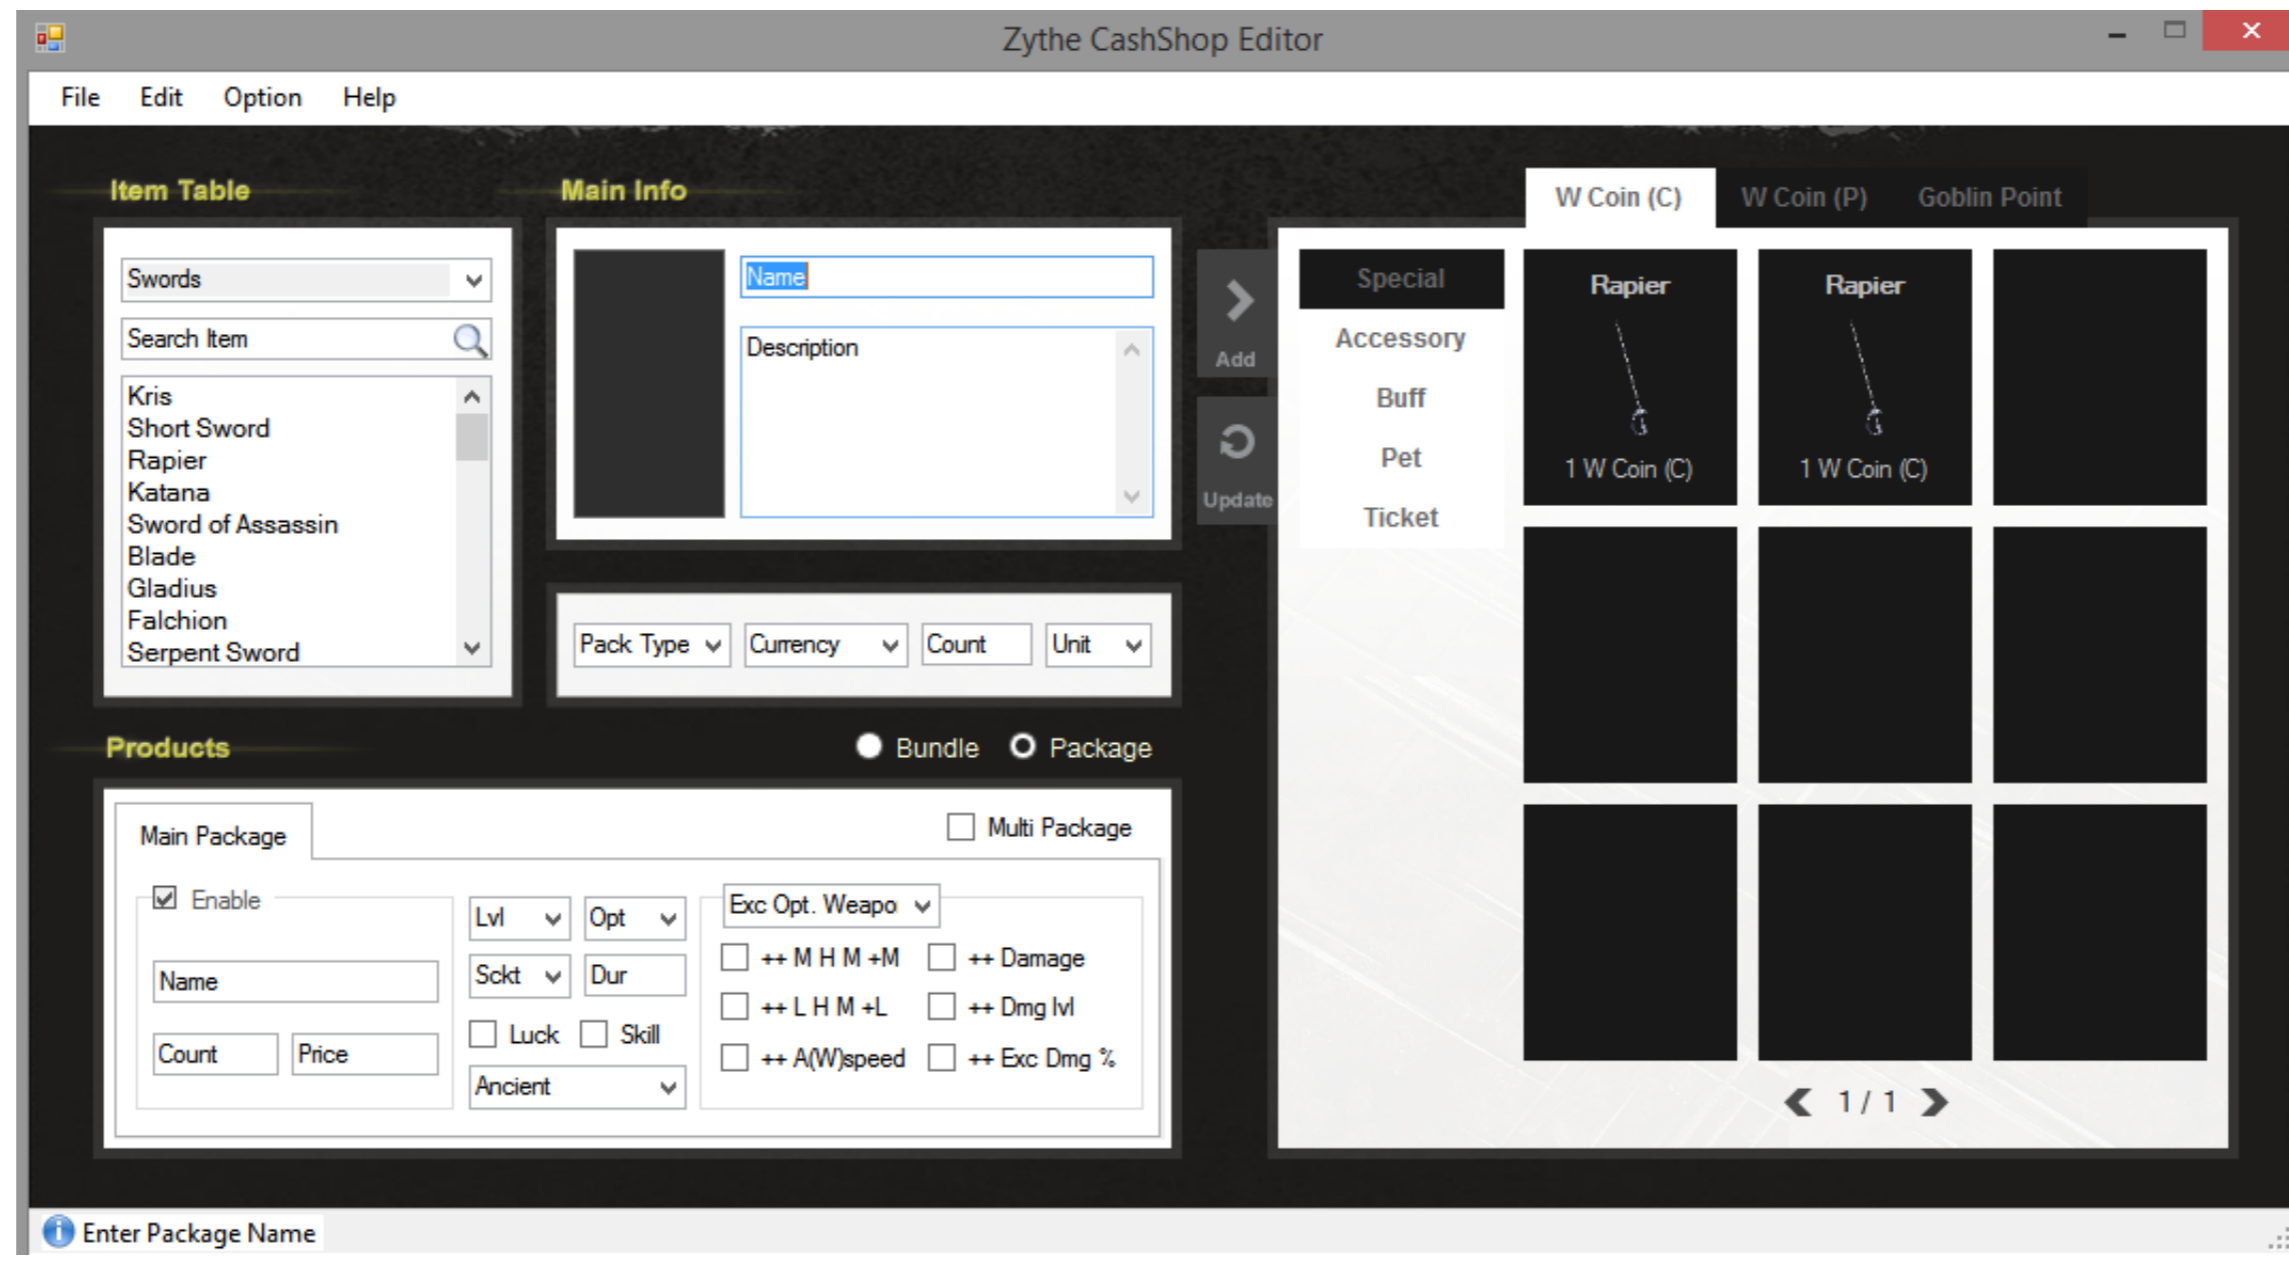 Zythe CashShop Editor
File Edit Option Help
Item Table
Swords
Search Item
Kris
Short Sword
Rapier
Katana
Sword of Assassin
Blade
Gladius
Falchion
Serpent Sword
Main Info
Name
Description
Pack Type Currency Count Unit
Add
Update
W Coin (C) W Coin (P) Goblin Point
Special
Accessory
Buff
Pet
Ticket
Rapier
1 W Coin (C)
Rapier
1 W Coin (C)
1 / 1
Products
Bundle Package
Main Package
Multi Package
Enable
Name
Count Price
Lvl Opt
Sckt Dur
Luck Skill
Ancient
Exc Opt. Weapo
++ M H M +M ++ Damage
++ L H M +L ++ Dmg lvl
++ A(W)speed ++ Exc Dmg %
Enter Package Name